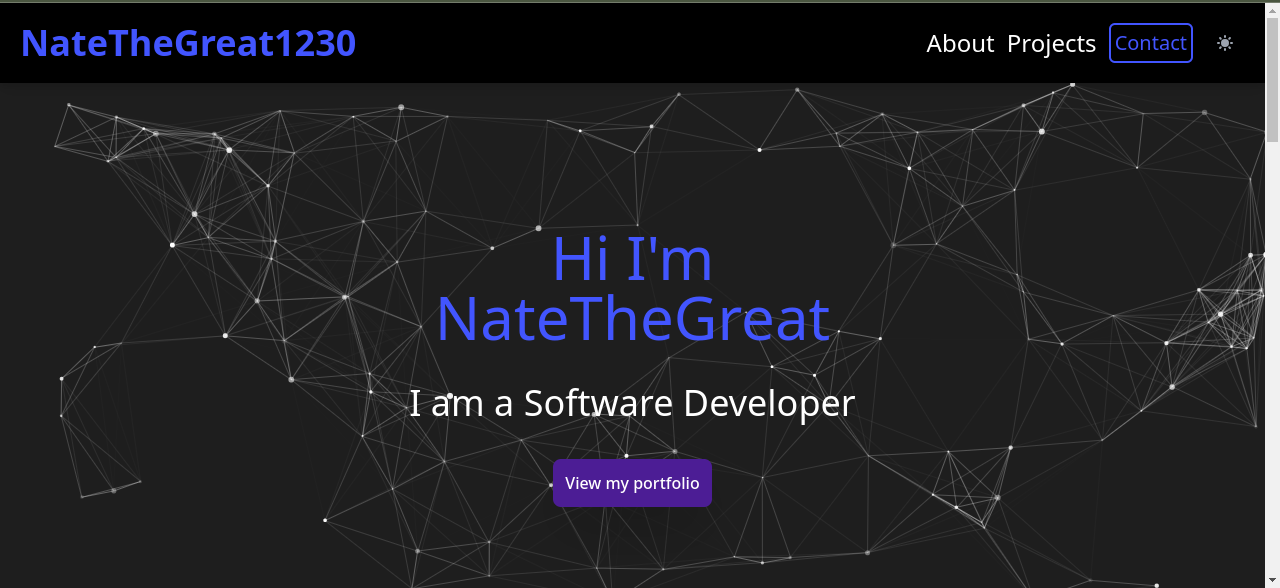 NateTheGreat1230
About Projects Contact
Hi I'm
NateTheGreat
I am a Software Developer
View my portfolio